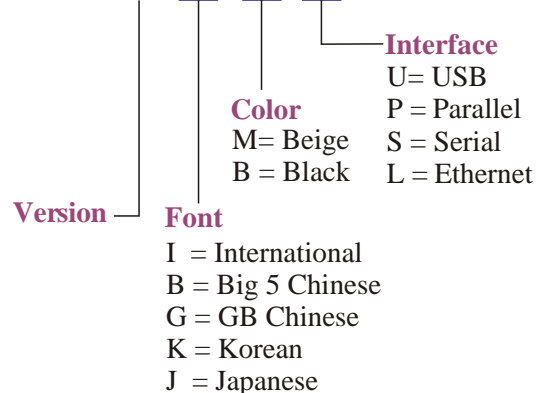 Interface
U= USB
P = Parallel
S = Serial
L = Ethernet
Color
M= Beige
B = Black
Version
Font
I = International
B = Big 5 Chinese
G = GB Chinese
K = Korean
J = Japanese